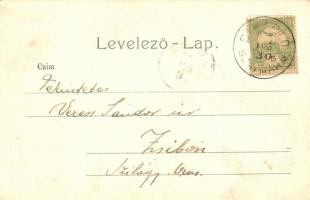 Levelező - Lap.
Czim
Tekintetes
Veress Sándor úr
Zsibón
Szilágy